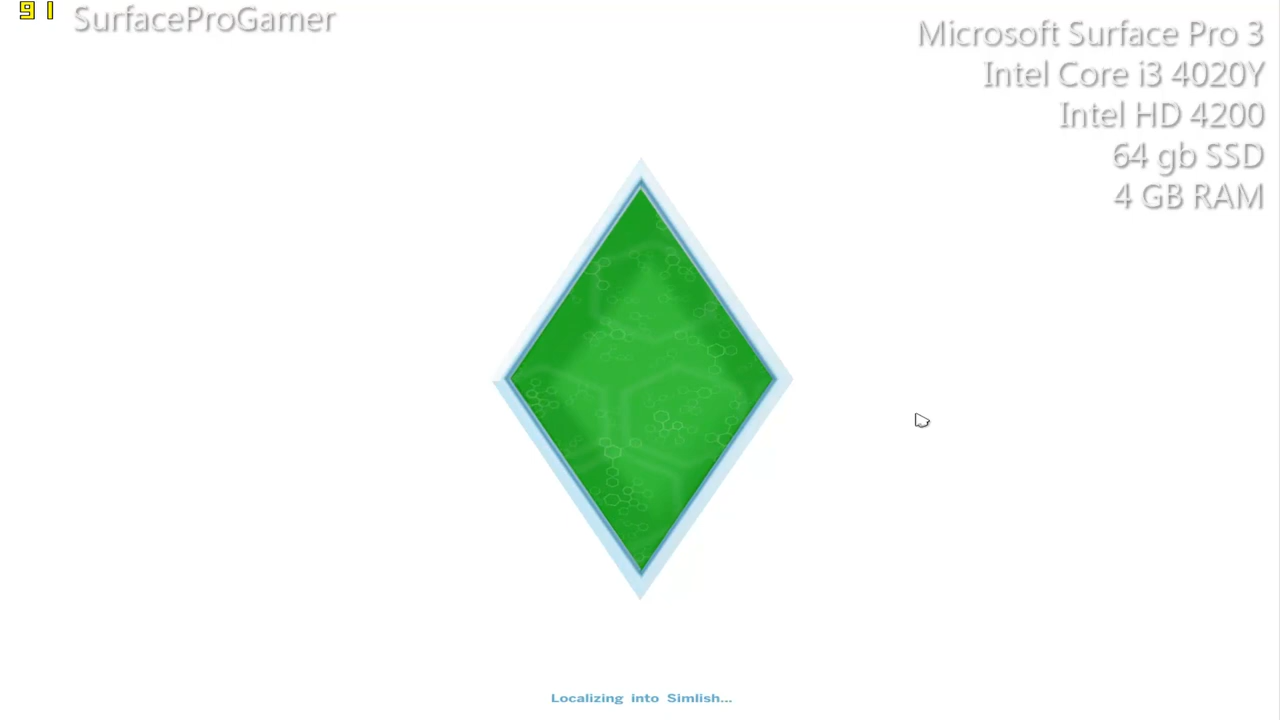 91
SurfaceProGamer
Microsoft Surface Pro 3
Intel Core i3 4020Y
Intel HD 4200
64 gb SSD
4 GB RAM
Localizing into Simlish...